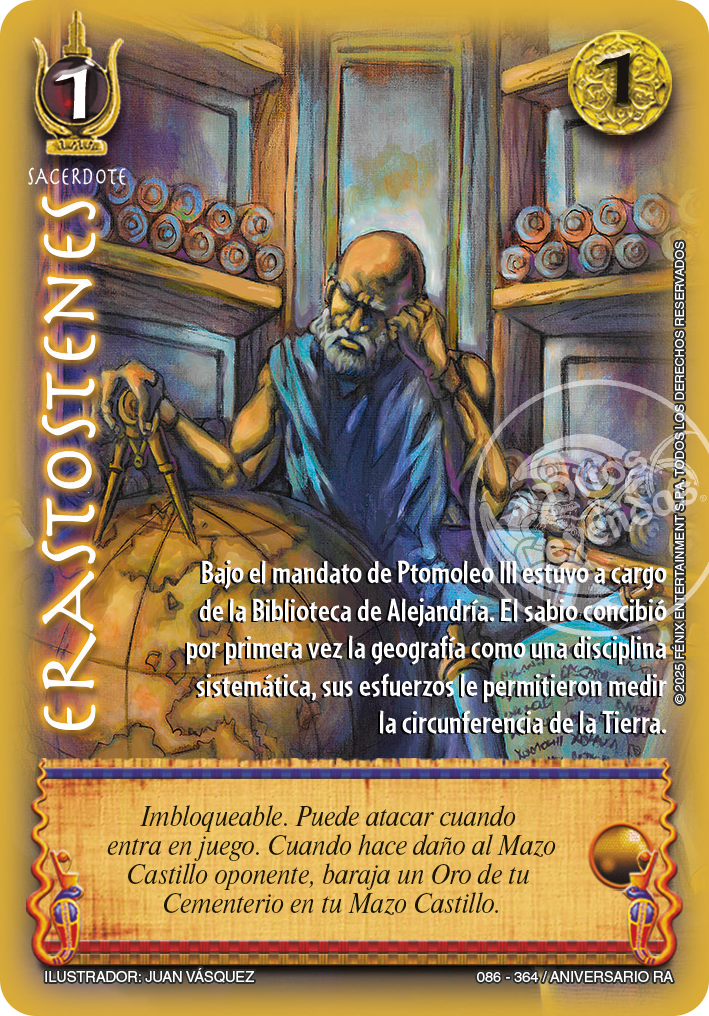 1
1
SACERDOTE
ERASTOSTENES
Bajo el mandato de Ptomoleo III estuvo a cargo
de la Biblioteca de Alejandría. El sabio concibió
por primera vez la geografía como una disciplina
sistemática, sus esfuerzos le permitieron medir
la circunferencia de la Tierra.
© 2025 FÉNIX ENTERTAINMENT S.P.A. TODOS LOS DERECHOS RESERVADOS
Imbloqueable. Puede atacar cuando
entra en juego. Cuando hace daño al Mazo
Castillo oponente, baraja un Oro de tu
Cementerio en tu Mazo Castillo.
ILUSTRADOR: JUAN VÁSQUEZ
086 - 364 / ANIVERSARIO RA